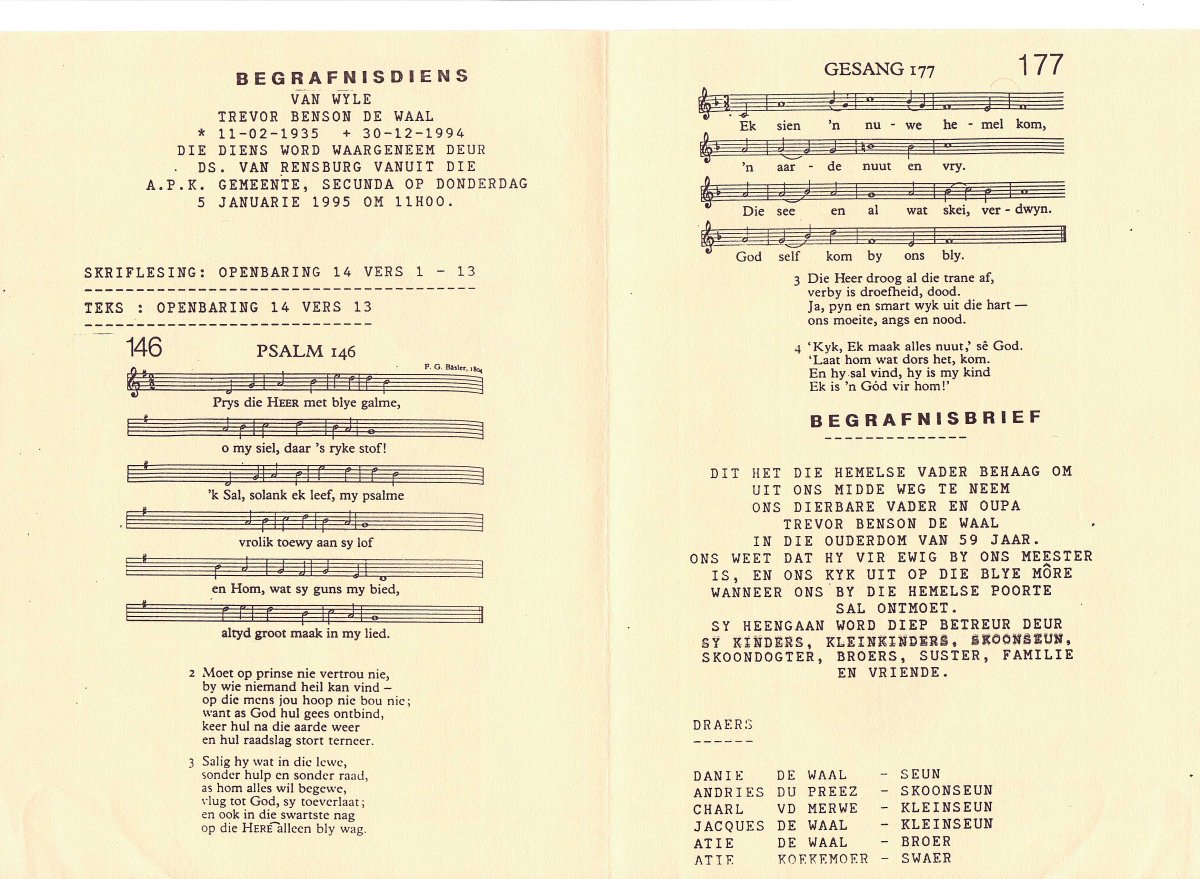 BEGRAFNISDIENS
VAN WYLE
TREVOR BENSON DE WAAL
* 11-02-1935 + 30-12-1994
DIE DIENS WORD WAARGENEEM DEUR
DS. VAN RENSBURG VANUIT DIE
A.P.K. GEMEENTE, SECUNDA OP DONDERDAG
5 JANUARIE 1995 OM 11H00.
SKRIFLESING: OPENBARING 14 VERS 1 - 13
TEKS : OPENBARING 14 VERS 13
146
PSALM 146
F. G. Bäsler, 1804
Prys die HEER met blye galme,
o my siel, daar 's ryke stof!
'k Sal, solank ek leef, my psalme
vrolik toewy aan sy lof
en Hom, wat sy guns my bied,
altyd groot maak in my lied.
2 Moet op prinse nie vertrou nie,
by wie niemand heil kan vind –
op die mens jou hoop nie bou nie;
want as God hul gees ontbind,
keer hul na die aarde weer
en hul raadslag stort terneer.
3 Salig hy wat in die lewe,
sonder hulp en sonder raad,
as hom alles wil begewe,
vlug tot God, sy toeverlaat;
en ook in die swartste nag
op die HERE alleen bly wag.
GESANG 177
177
Ek sien 'n nu - we he - mel kom,
'n aar - de nuut en vry.
Die see en al wat skei, ver - dwyn.
God self kom by ons bly.
3 Die Heer droog al die trane af,
verby is droefheid, dood.
Ja, pyn en smart wyk uit die hart —
ons moeite, angs en nood.
4 'Kyk, Ek maak alles nuut,' sê God.
'Laat hom wat dors het, kom.
En hy sal vind, hy is my kind
Ek is 'n Gód vir hom!'
BEGRAFNISBRIEF
DIT HET DIE HEMELSE VADER BEHAAG OM
UIT ONS MIDDE WEG TE NEEM
ONS DIERBARE VADER EN OUPA
TREVOR BENSON DE WAAL
IN DIE OUDERDOM VAN 59 JAAR.
ONS WEET DAT HY VIR EWIG BY ONS MEESTER
IS, EN ONS KYK UIT OP DIE BLYE MÔRE
WANNEER ONS BY DIE HEMELSE POORTE
SAL ONTMOET.
SY HEENGAAN WORD DIEP BETREUR DEUR
SY KINDERS, KLEINKINDERS, SKOONSEUN,
SKOONDOGTER, BROERS, SUSTER, FAMILIE
EN VRIENDE.
DRAERS
DANIE DE WAAL - SEUN
ANDRIES DU PREEZ - SKOONSEUN
CHARL VD MERWE - KLEINSEUN
JACQUES DE WAAL - KLEINSEUN
ATIE DE WAAL - BROER
ATIE KOEKEMOER - SWAER